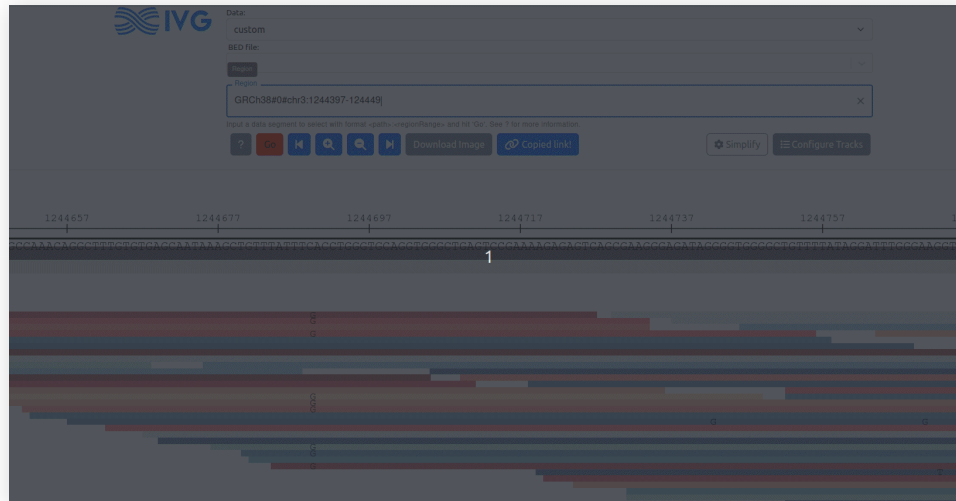 IVG
Data:
custom
BED file:
Region
Region
GRCh38#0#chr3:1244397-124449
Input a data segment to select with format <path>:<regionRange> and hit 'Go'. See ? for more information.
? Go Download Image Copied link! Simplify Configure Tracks
1244657 1244677 1244697 1244717 1244737 1244757
1
G
G
G
G
G
G
G G
G
G
G